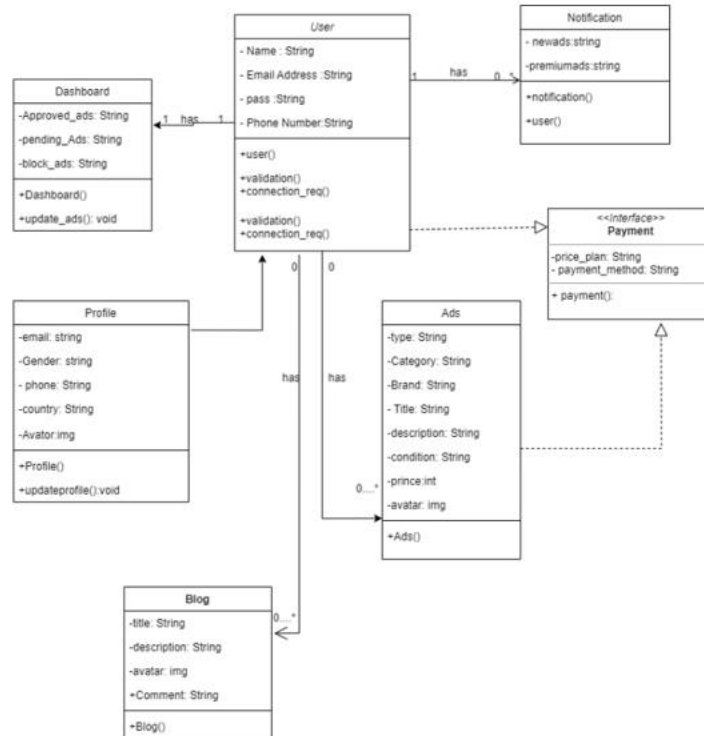 User
- Name : String
- Email Address :String
- pass :String
- Phone Number:String
+user()
+validation()
+connection_req()
+validation()
+connection_req()
Notification
- newads:string
-premiumads:string
+notification()
+user()
1 has 0..*
Dashboard
-Approved_ads: String
-pending_Ads: String
-block_ads: String
+Dashboard()
+update_ads(): void
1 has 1
<<interface>>
Payment
-price_plan: String
- payment_method: String
+ payment():
Profile
-email: string
-Gender: string
- phone: String
-country: String
-Avator:img
+Profile()
+updateprofile():void
0 0
has has
Ads
-type: String
-Category: String
-Brand: String
- Title: String
-description: String
-condition: String
-prince:int
-avatar: img
+Ads()
0....*
Blog
-title: String
-description: String
-avatar: img
+Comment: String
+Blog()
0....*